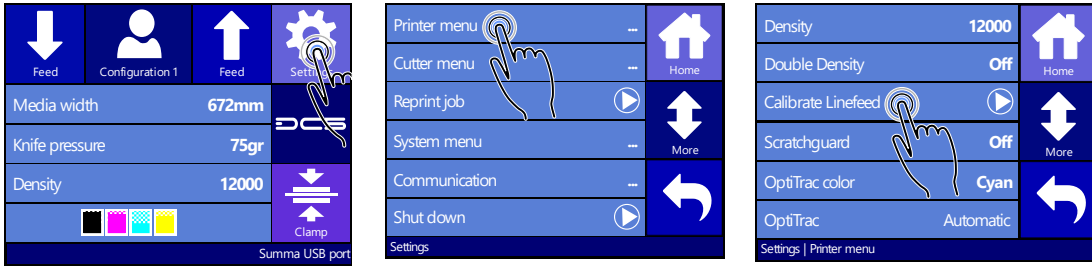 Feed
Configuration 1
Feed
Settings
Media width 672mm
Knife pressure 75gr
DCS
Density 12000
Clamp
Summa USB port
Printer menu ...
Cutter menu ...
Home
Reprint job
System menu ...
More
Communication ...
Shut down
Settings
Density 12000
Double Density Off
Home
Calibrate Linefeed
Scratchguard Off
More
OptiTrac color Cyan
OptiTrac Automatic
Settings | Printer menu